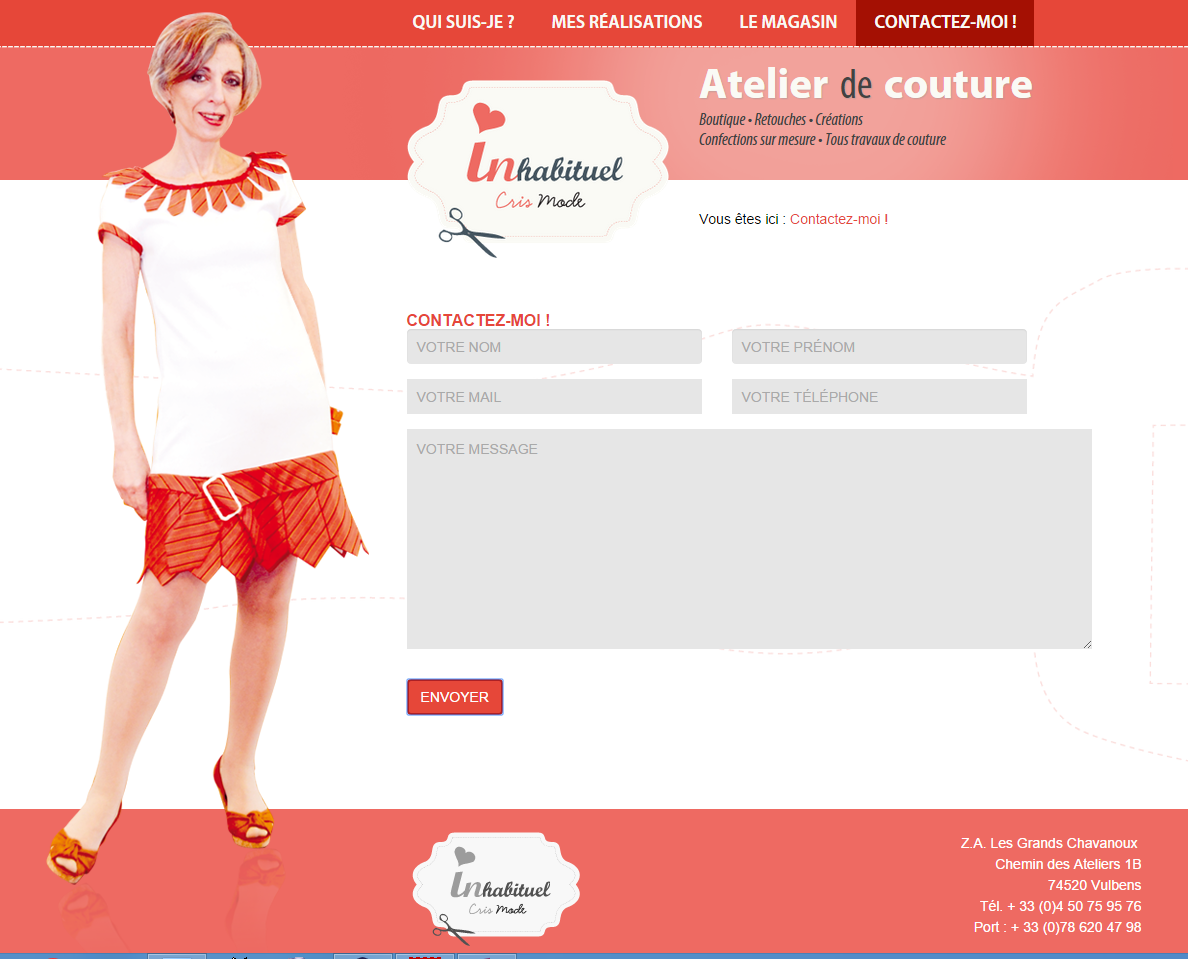 QUI SUIS-JE ?
MES RÉALISATIONS
LE MAGASIN
CONTACTEZ-MOI !
Atelier de couture
Boutique • Retouches • Créations
Confections sur mesure • Tous travaux de couture
Inhabituel
Cris Mode
Vous êtes ici : Contactez-moi !
CONTACTEZ-MOI !
VOTRE NOM
VOTRE PRÉNOM
VOTRE MAIL
VOTRE TÉLÉPHONE
VOTRE MESSAGE
ENVOYER
Inhabituel
Cris Mode
Z.A. Les Grands Chavanoux
Chemin des Ateliers 1B
74520 Vulbens
Tél. + 33 (0)4 50 75 95 76
Port : + 33 (0)78 620 47 98